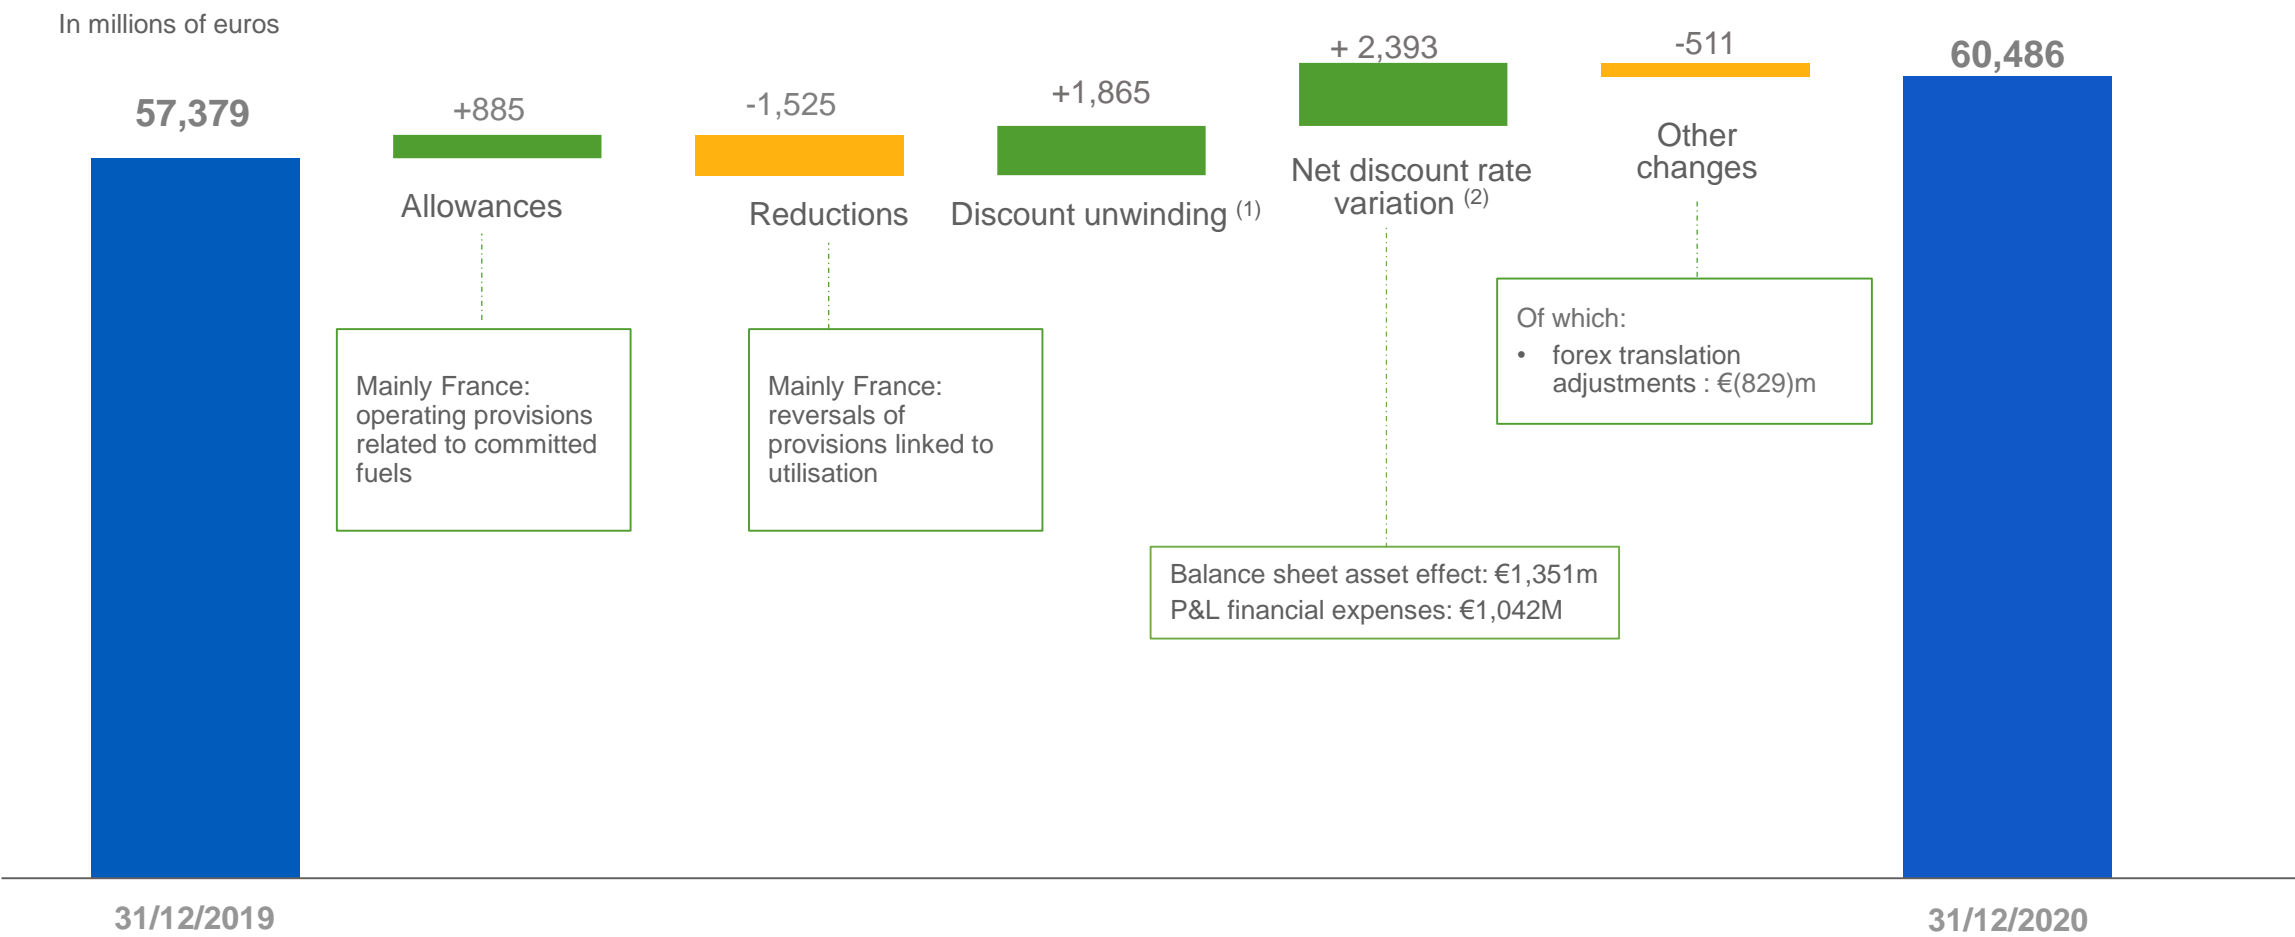 In millions of euros
57,379
+885
-1,525
+1,865
+ 2,393
-511
60,486
Allowances
Reductions
Discount unwinding (1)
Net discount rate
variation (2)
Other
changes
Mainly France:
operating provisions
related to committed
fuels
Mainly France:
reversals of
provisions linked to
utilisation
Balance sheet asset effect: €1,351m
P&L financial expenses: €1,042M
Of which:
• forex translation
adjustments : €(829)m
31/12/2019
31/12/2020